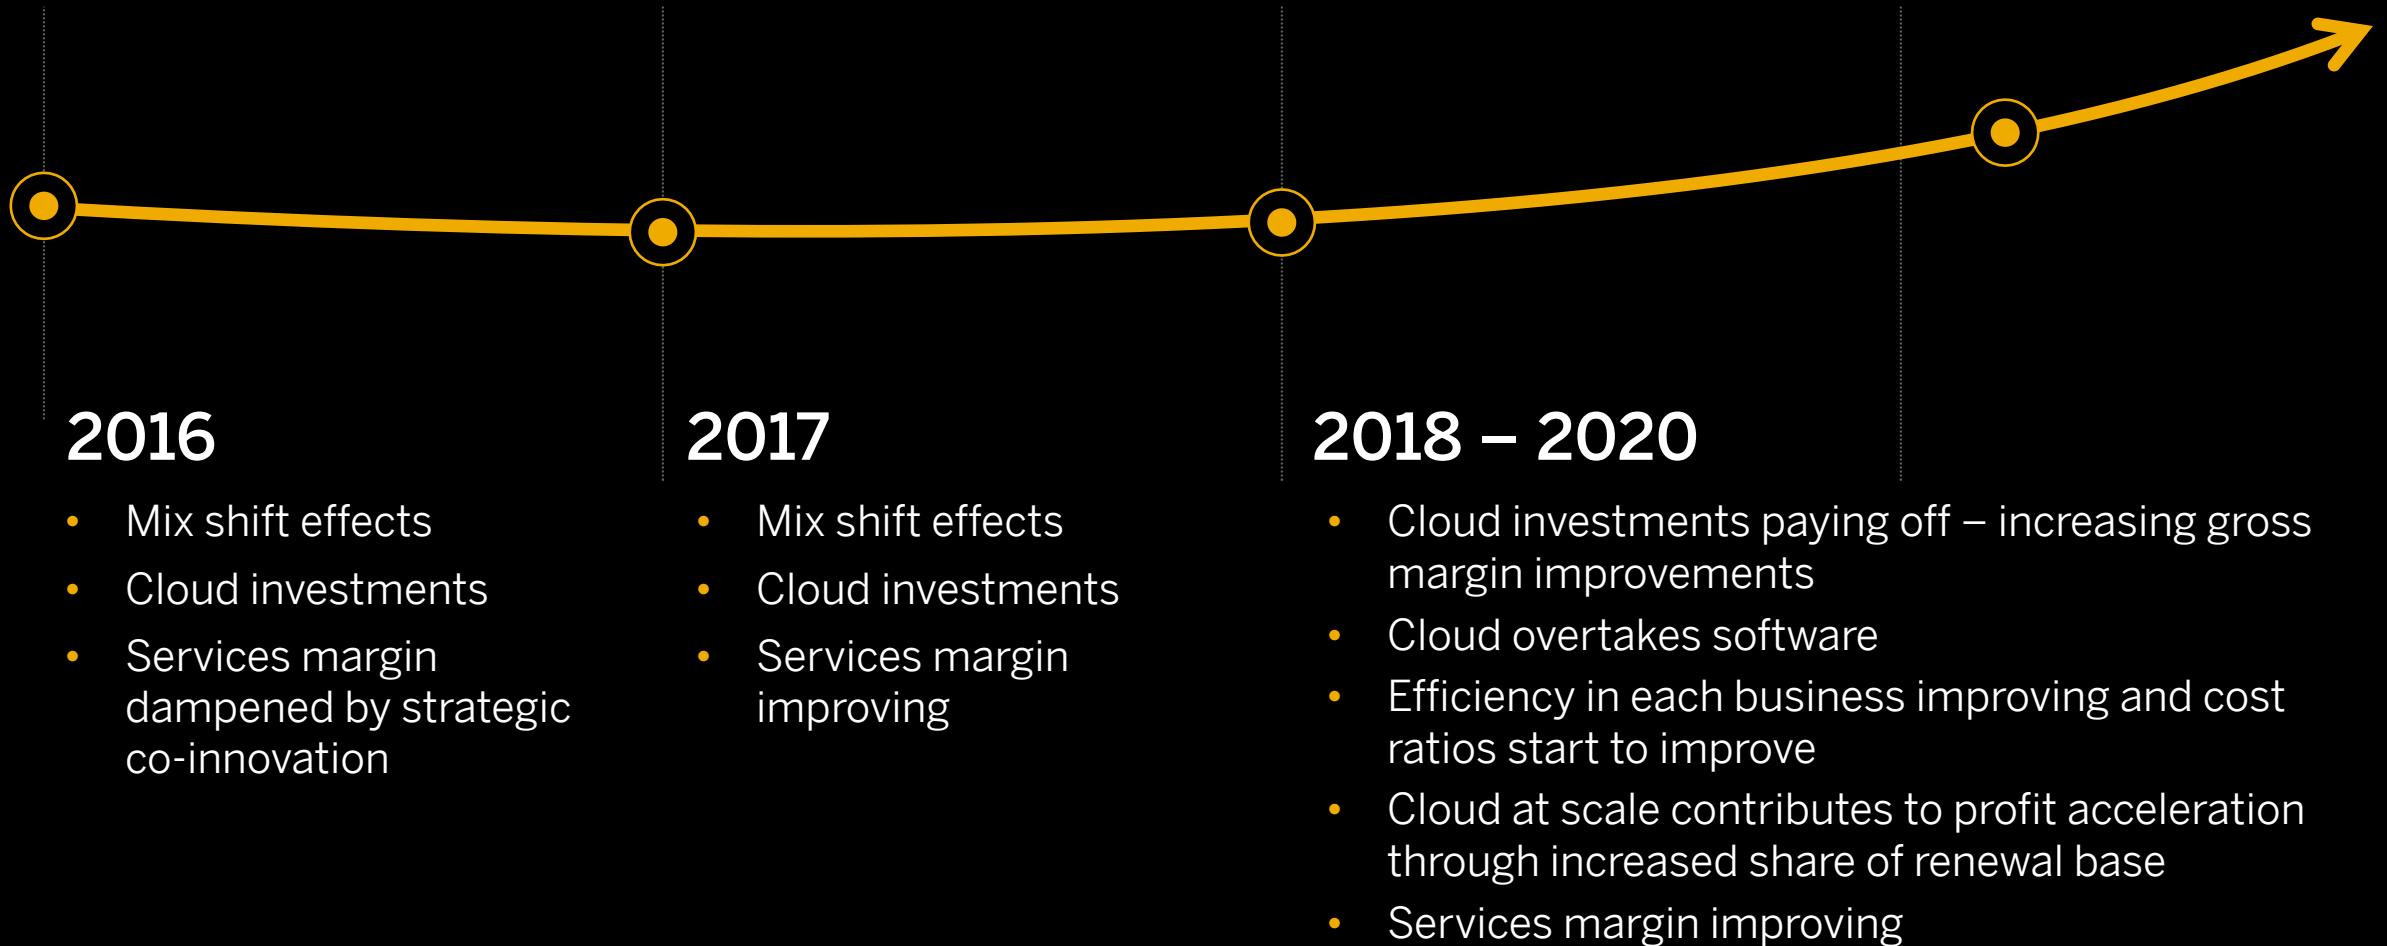 2016
• Mix shift effects
• Cloud investments
• Services margin
dampened by strategic
co-innovation
2017
• Mix shift effects
• Cloud investments
• Services margin
improving
2018 – 2020
• Cloud investments paying off – increasing gross
margin improvements
• Cloud overtakes software
• Efficiency in each business improving and cost
ratios start to improve
• Cloud at scale contributes to profit acceleration
through increased share of renewal base
• Services margin improving